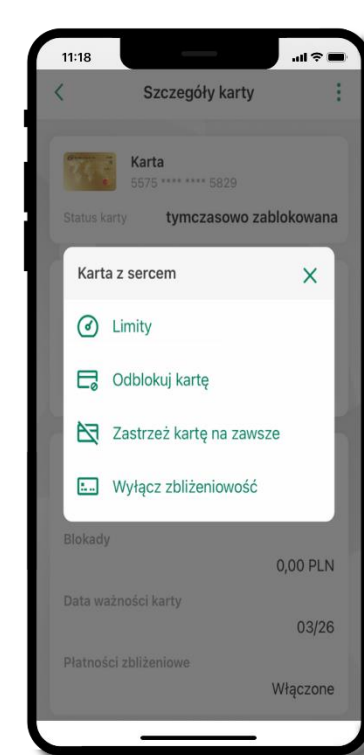 11:18
Szczegóły karty
Karta
5575 **** **** 5829
Status karty tymczasowo zablokowana
Karta z sercem
Limity
Odblokuj kartę
Zastrzeż kartę na zawsze
Wyłącz zbliżeniowość
Blokady
0,00 PLN
Data ważności karty
03/26
Płatności zbliżeniowe
Włączone